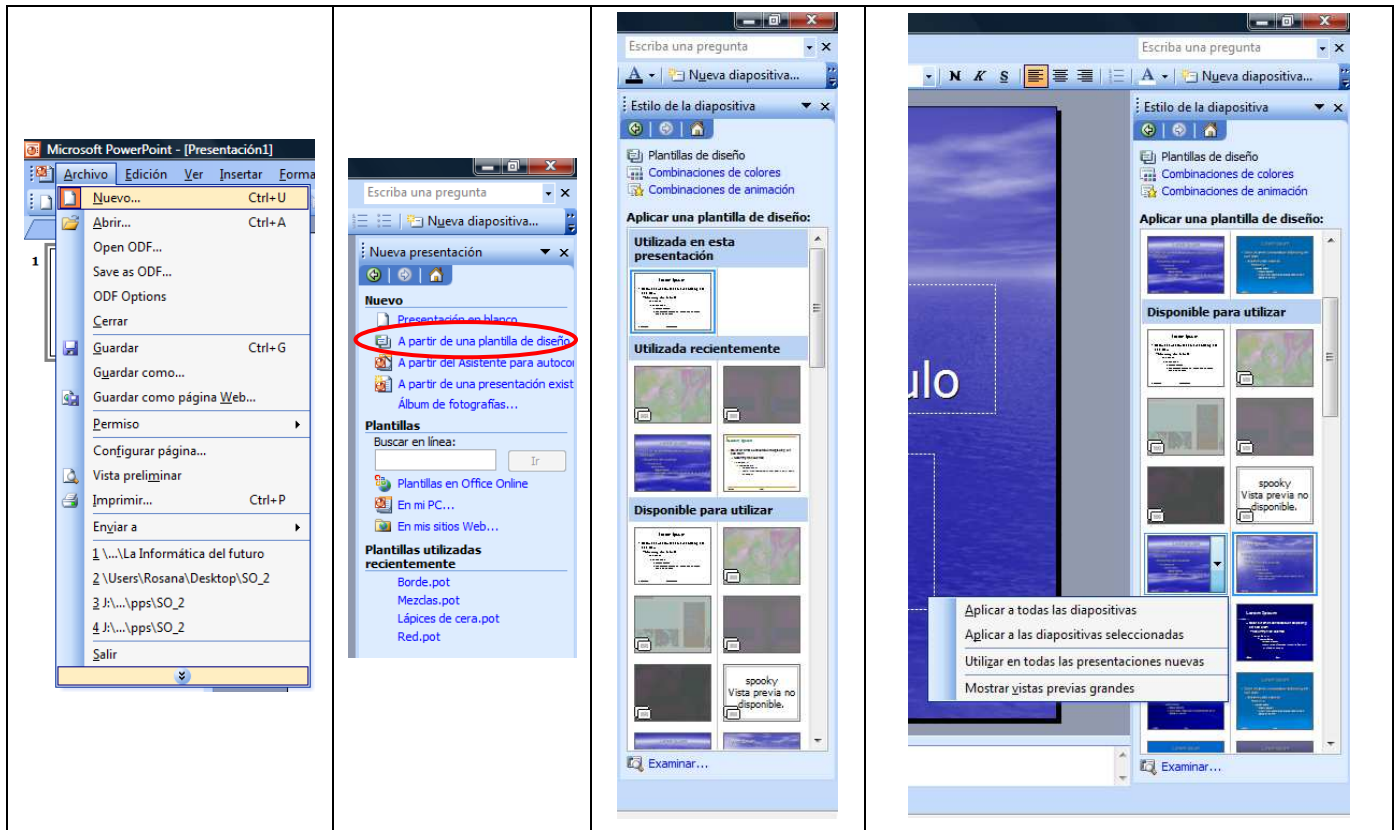 Microsoft PowerPoint - [Presentación1]
Archivo Edición Ver Insertar Forma
Nuevo... Ctrl+U
Abrir... Ctrl+A
Open ODF...
Save as ODF...
ODF Options
Cerrar
Guardar Ctrl+G
Guardar como...
Guardar como página Web...
Permiso
Configurar página...
Vista preliminar
Imprimir... Ctrl+P
Enviar a
1 \...\La Informática del futuro
2 \Users\Rosana\Desktop\SO_2
3 J:\...\pps\SO_2
4 J:\...\pps\SO_2
Salir
1
Escriba una pregunta
Nueva diapositiva...
Nueva presentación
Nuevo
Presentación en blanco
A partir de una plantilla de diseño
A partir del Asistente para autocon
A partir de una presentación exist
Álbum de fotografías...
Plantillas
Buscar en línea:
Ir
Plantillas en Office Online
En mi PC...
En mis sitios Web...
Plantillas utilizadas
recientemente
Borde.pot
Mezclas.pot
Lápices de cera.pot
Red.pot
Escriba una pregunta
A Nueva diapositiva...
Estilo de la diapositiva
Plantillas de diseño
Combinaciones de colores
Combinaciones de animación
Aplicar una plantilla de diseño:
Utilizada en esta
presentación
Utilizada recientemente
Disponible para utilizar
spooky
Vista previa no
disponible.
Examinar...
Escriba una pregunta
N K S A Nueva diapositiva...
Estilo de la diapositiva
Plantillas de diseño
Combinaciones de colores
Combinaciones de animación
Aplicar una plantilla de diseño:
Disponible para utilizar
ulo
spooky
Vista previa no
disponible.
Aplicar a todas las diapositivas
Aplicar a las diapositivas seleccionadas
Utilizar en todas las presentaciones nuevas
Mostrar vistas previas grandes
Examinar...